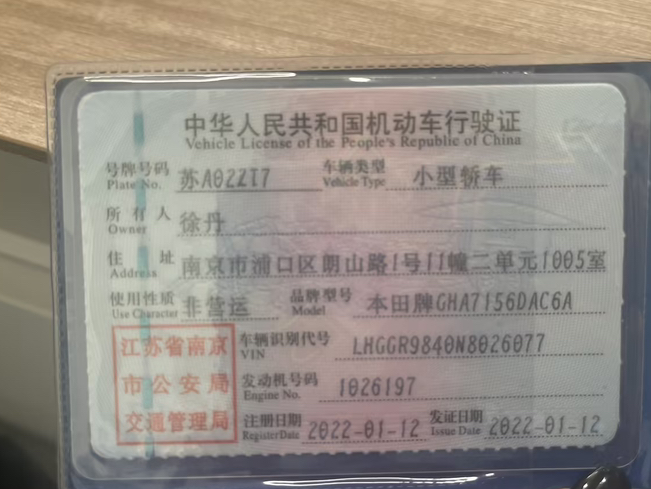 中华人民共和国机动车行驶证
Vehicle License of the People's Republic of China
号牌号码 苏A02ZT7 车辆类型 小型轿车
Plate No. Vehicle Type
所有人 徐丹
Owner
住址 南京市浦口区朗山路1号11幢二单元1005室
Address
使用性质 非营运 品牌型号 本田牌GHA7156DAC6A
Use Character Model
江苏省南京 车辆识别代号 LHGGR9840N8026077
VIN
市公安局 发动机号码 1026197
Engine No.
交通管理局 注册日期 2022-01-12 发证日期 2022-01-12
Register Date Issue Date